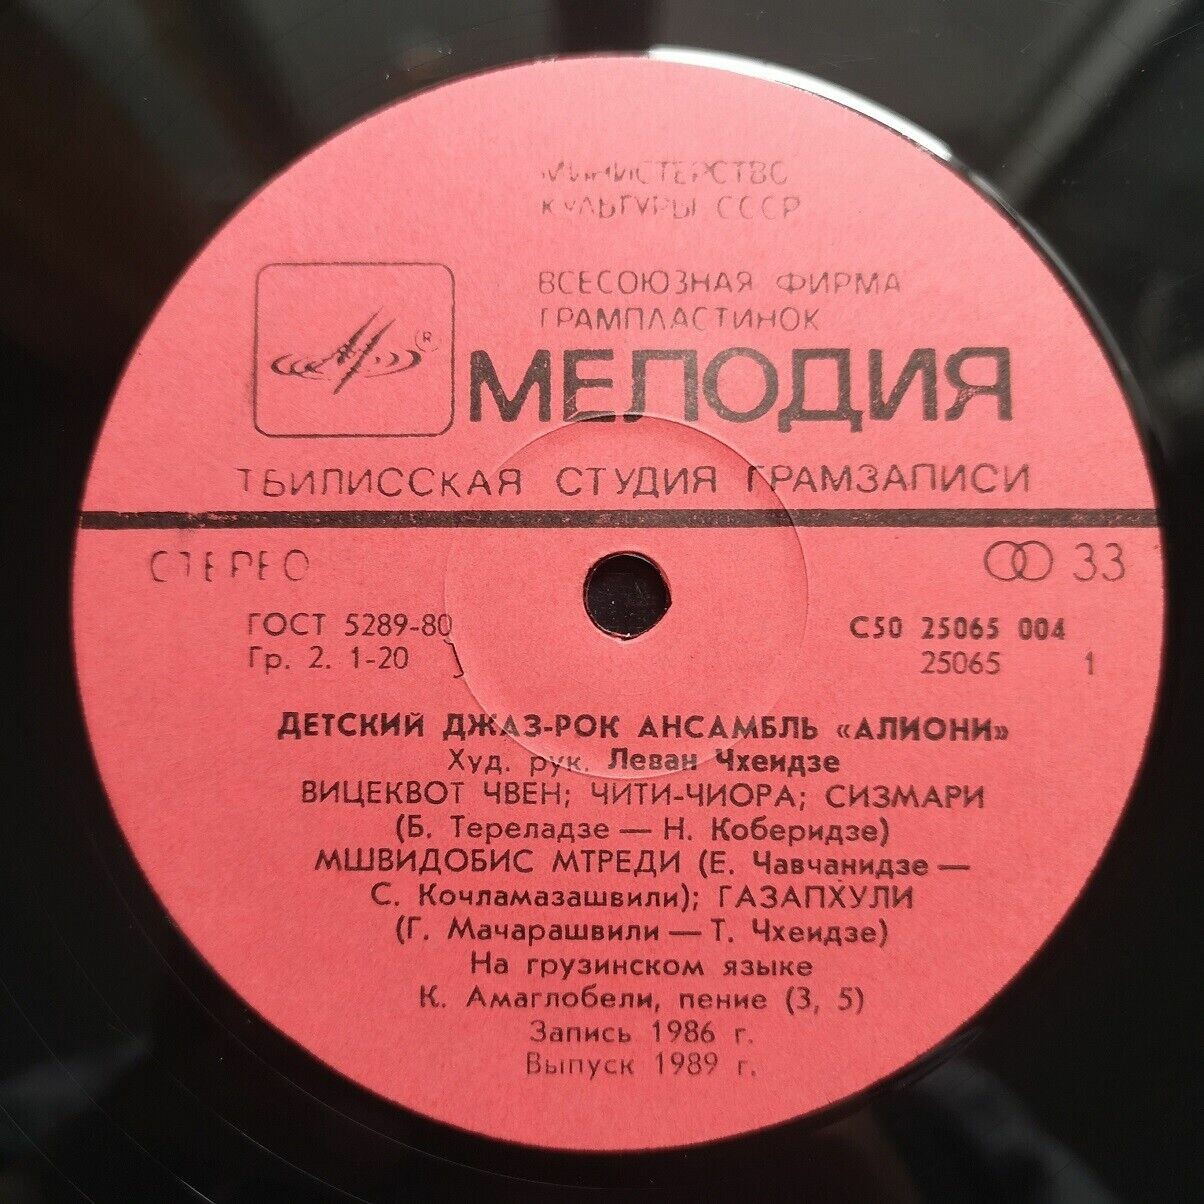 МИНИСТЕРСТВО
КУЛЬТУРЫ СССР
ВСЕСОЮЗНАЯ ФИРМА
ГРАМПЛАСТИНОК
®
МЕЛОДИЯ
ТБИЛИССКАЯ СТУДИЯ ГРАМЗАПИСИ
СТЕРЕО
33
ГОСТ 5289-80
Гр. 2. 1-20
С50 25065 004
25065 1
ДЕТСКИЙ ДЖАЗ-РОК АНСАМБЛЬ «АЛИОНИ»
Худ. рук. Леван Чхеидзе
ВИЦЕКВОТ ЧВЕН; ЧИТИ-ЧИОРА; СИЗМАРИ
(Б. Тереладзе — Н. Коберидзе)
МШВИДОБИС МТРЕДИ (Е. Чавчанидзе —
С. Кочламазашвили); ГАЗАПХУЛИ
(Г. Мачарашвили — Т. Чхеидзе)
На грузинском языке
К. Амаглобели, пение (3, 5)
Запись 1986 г.
Выпуск 1989 г.